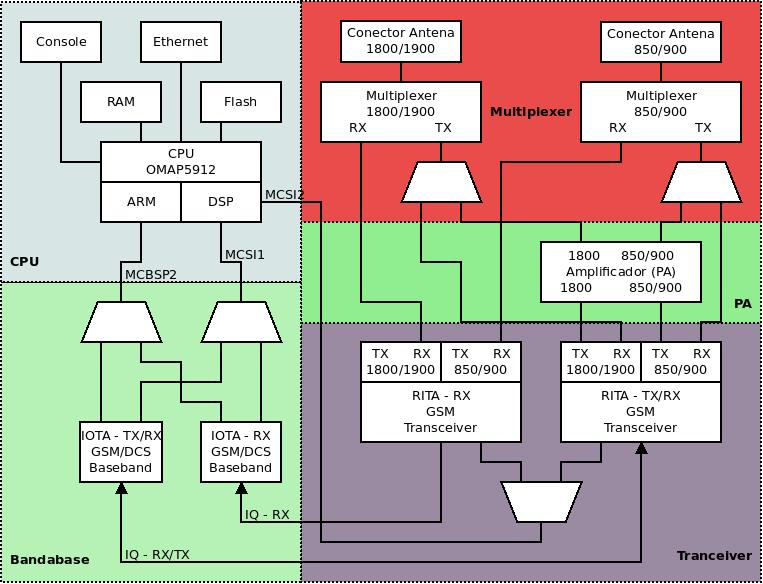 Console
Ethernet
RAM
Flash
CPU
OMAP5912
ARM
DSP
MCSI2
MCSI1
MCBSP2
CPU
Conector Antena
1800/1900
Conector Antena
850/900
Multiplexer
1800/1900
RX TX
Multiplexer
Multiplexer
850/900
RX TX
1800 850/900
Amplificador (PA)
1800 850/900
PA
IOTA - TX/RX
GSM/DCS
Baseband
IOTA - RX
GSM/DCS
Baseband
IQ - RX
IQ - RX/TX
Bandabase
TX RX
1800/1900
TX RX
850/900
RITA - RX
GSM
Transceiver
TX RX
1800/1900
TX RX
850/900
RITA - TX/RX
GSM
Transceiver
Tranceiver